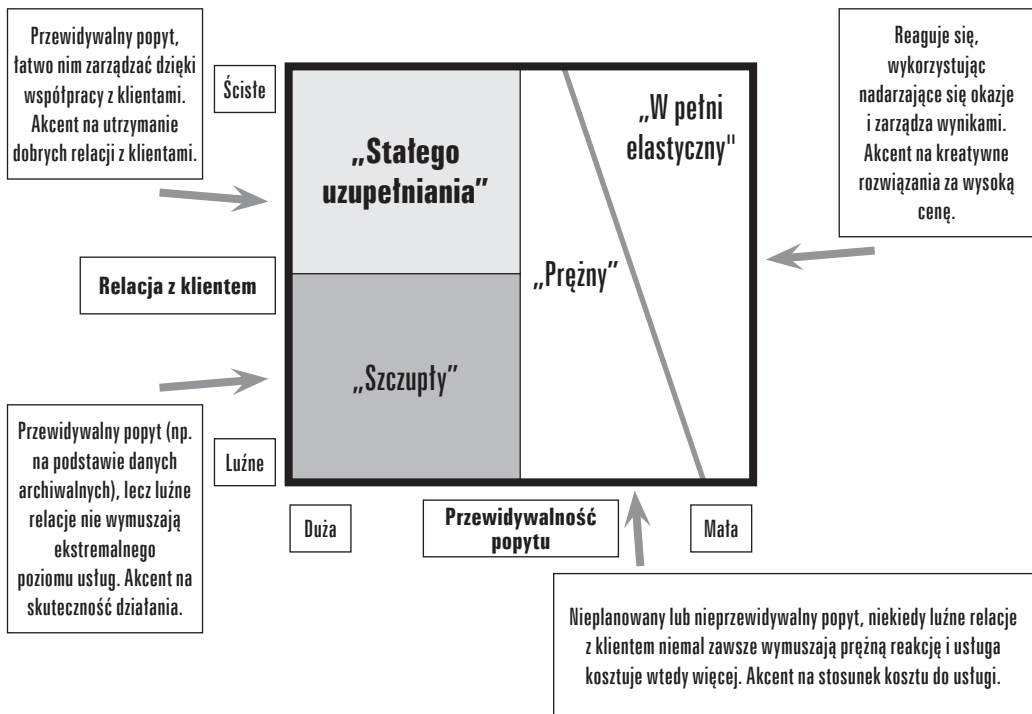 Przewidywalny popyt,
łatwo nim zarządzać dzięki
współpracy z klientami.
Akcent na utrzymanie
dobrych relacji z klientami.
Ścisłe
„Stałego
uzupełniania”
„W pełni
elastyczny"
Reaguje się,
wykorzystując
nadarzające się okazje
i zarządza wynikami.
Akcent na kreatywne
rozwiązania za wysoką
cenę.
Relacja z klientem
„Prężny”
„Szczupły”
Przewidywalny popyt (np.
na podstawie danych
archiwalnych), lecz luźne
relacje nie wymuszają
ekstremalnego
poziomu usług. Akcent na
skuteczność działania.
Luźne
Duża
Przewidywalność
popytu
Mała
Nieplanowany lub nieprzewidywalny popyt, niekiedy luźne relacje
z klientem niemal zawsze wymuszają prężną reakcję i usługa
kosztuje wtedy więcej. Akcent na stosunek kosztu do usługi.